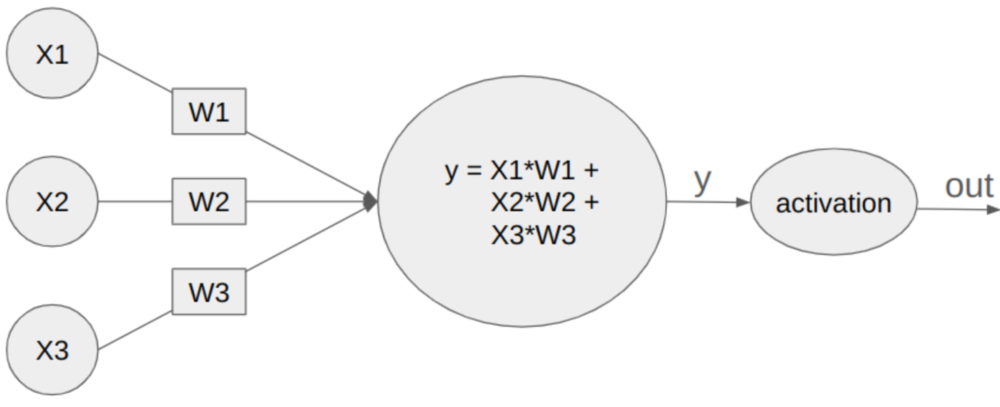 X1
W1
X2
W2
W3
X3
y = X1*W1 +
X2*W2 +
X3*W3
y
activation
out